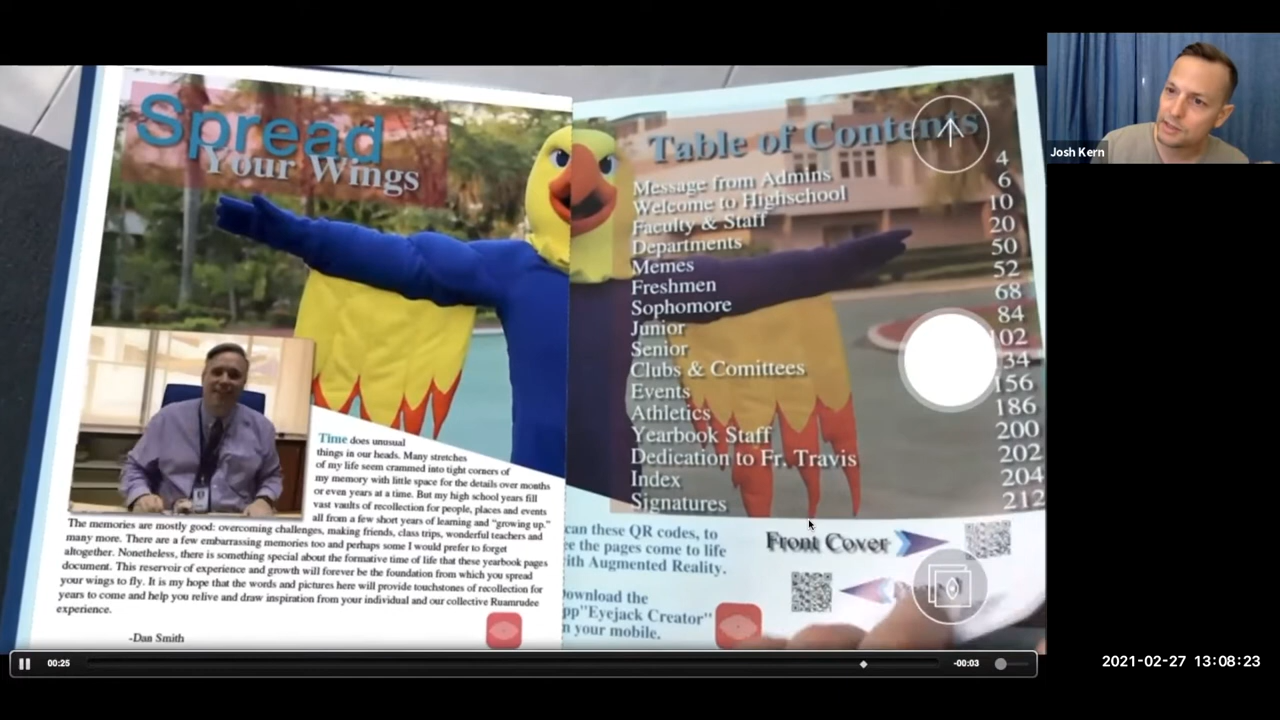 Spread
Your Wings
Time does unusual
things in our heads. Many stretches
of my life seem crammed into tight corners of
my memory with little space for the details over months
or even years at a time. But my high school years fill
vast vaults of recollection for people, places and events
all from a few short years of learning and "growing up."
The memories are mostly good: overcoming challenges, making friends, class trips, wonderful teachers and
many more. There are a few embarrassing memories too and perhaps some I would prefer to forget
altogether. Nonetheless, there is something special about the formative time of life that these yearbook pages
document. This reservoir of experience and growth will forever be the foundation from which you spread
your wings to fly. It is my hope that the words and pictures here will provide touchstones of recollection for
years to come and help you relive and draw inspiration from your individual and our collective Ruamrudee
experience.
-Dan Smith
Table of Contents
Message from Admins 4
Welcome to Highschool 6
Faculty & Staff 10
Departments 20
Memes 50
Freshmen 52
Sophomore 68
Junior 84
Senior 02
Clubs & Comittees 34
Events 156
Athletics 186
Yearbook Staff 200
Dedication to Fr. Travis 202
Index 204
Signatures 212
can these QR codes, to
e the pages come to life
ith Augmented Reality.
Front Cover
ownload the
pp"Eyejack Creator"
n your mobile.
Josh Kern
00:25
-00:03
2021-02-27 13:08:23